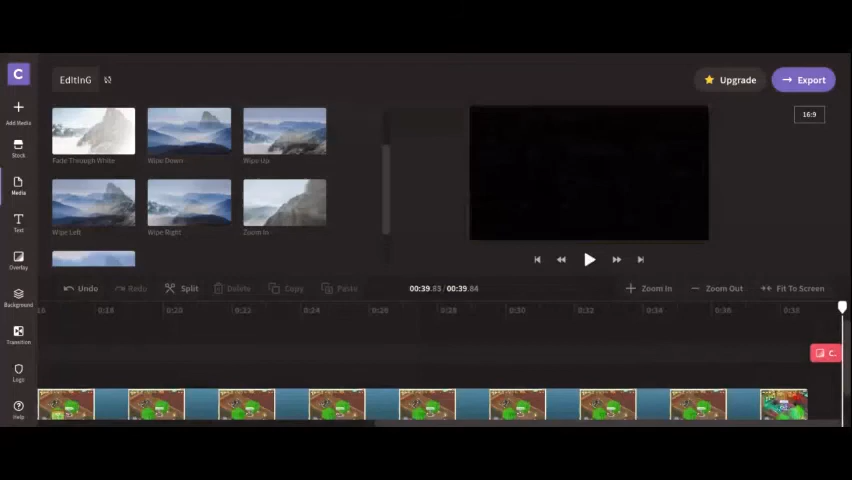 C
EditinG
Upgrade
Export
16:9
Add Media
Stock
Media
Text
Overlay
Background
Transition
Logo
Help
Fade Through White
Wipe Down
Wipe Up
Wipe Left
Wipe Right
Zoom In
Undo
Redo
Split
Delete
Copy
Paste
00:39.83 / 00:39.84
Zoom In
Zoom Out
Fit To Screen
16 0:18 0:20 0:22 0:24 0:26 0:28 0:30 0:32 0:34 0:36 0:38
C.